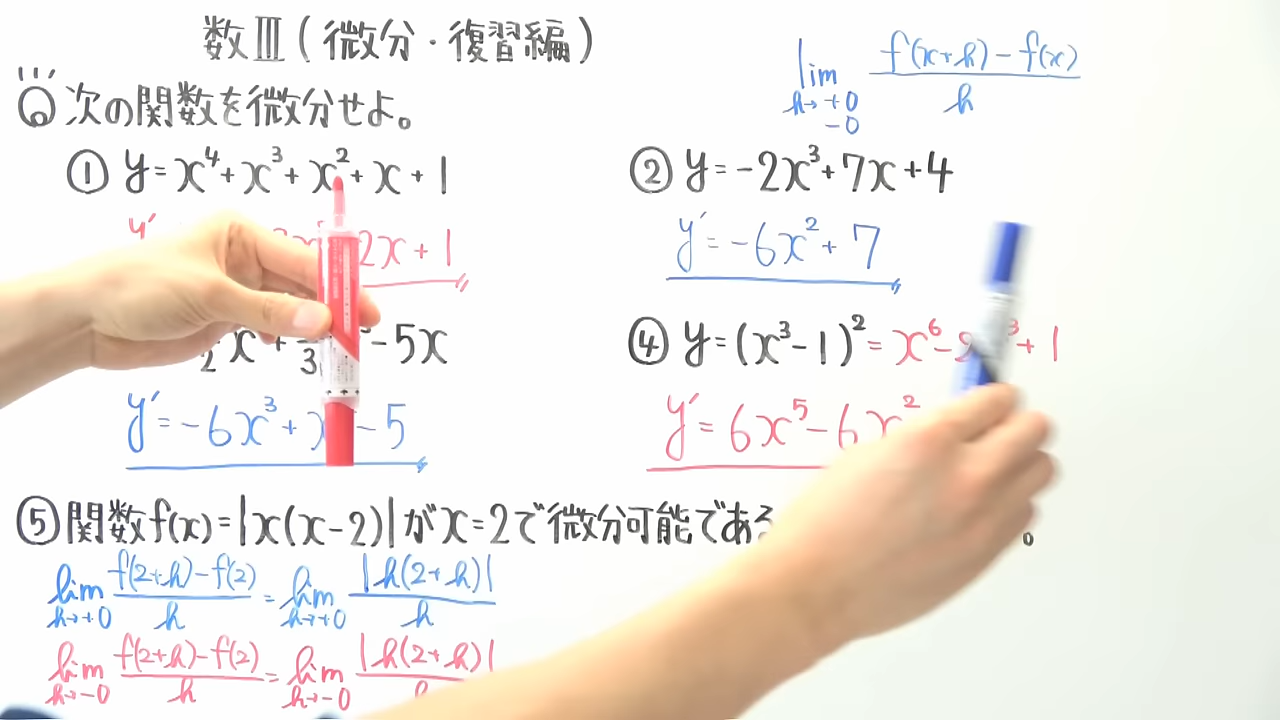 数Ⅲ(微分・復習編)
lim h→+0 -0 f(x+h)-f(x) / h
Q 次の関数を微分せよ。
① y=x⁴+x³+x²+x+1
② y=-2x³+7x+4
y' 2x+1
y'=-6x²+7
-5x
④ y=(x³-1)²=x⁶- ³+1
y'=-6x³+x -5
y'=6x⁵-6x²
⑤関数f(x)=|x(x-2)|がx=2で微分可能である 。
lim h→+0 f(2+h)-f(2) / h = lim h→+0 |h(2+h)| / h
lim h→-0 f(2+h)-f(2) / h = lim h→-0 |h(2+h)| / h